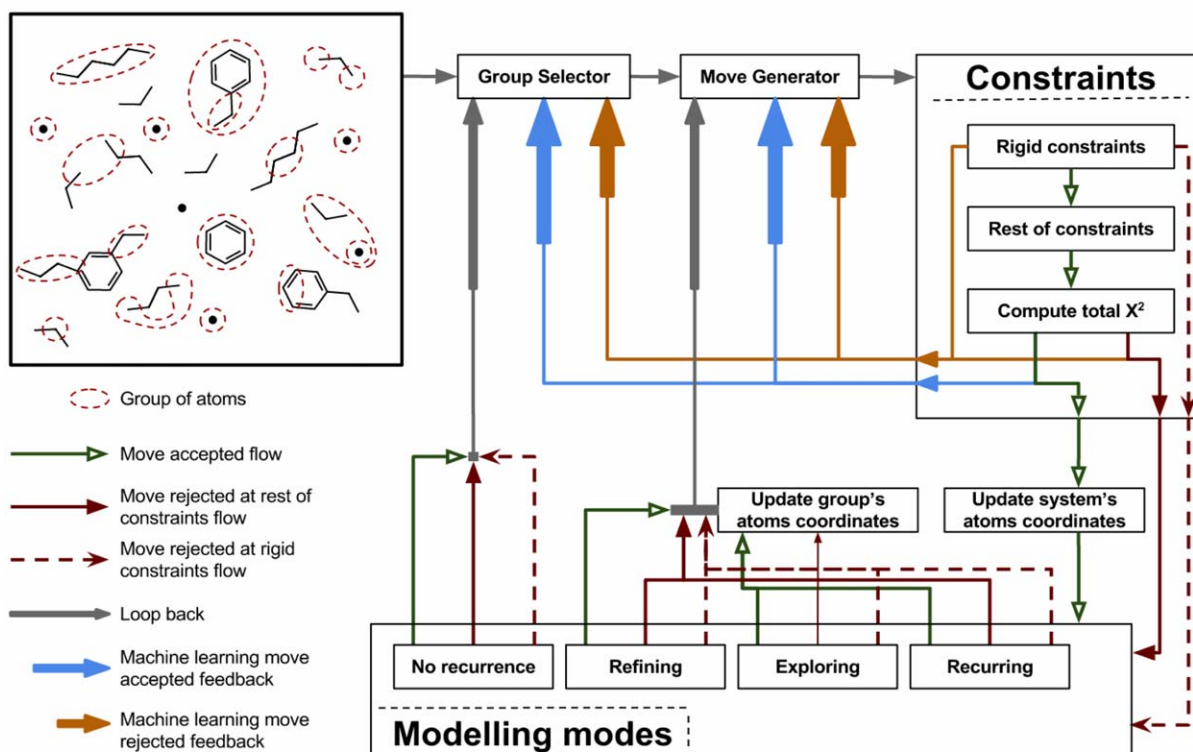 Group Selector
Move Generator
Constraints
Rigid constraints
Rest of constraints
Compute total X²
Group of atoms
Move accepted flow
Move rejected at rest of
constraints flow
Move rejected at rigid
constraints flow
Loop back
Machine learning move
accepted feedback
Machine learning move
rejected feedback
Update group's
atoms coordinates
Update system's
atoms coordinates
No recurrence
Refining
Exploring
Recurring
Modelling modes